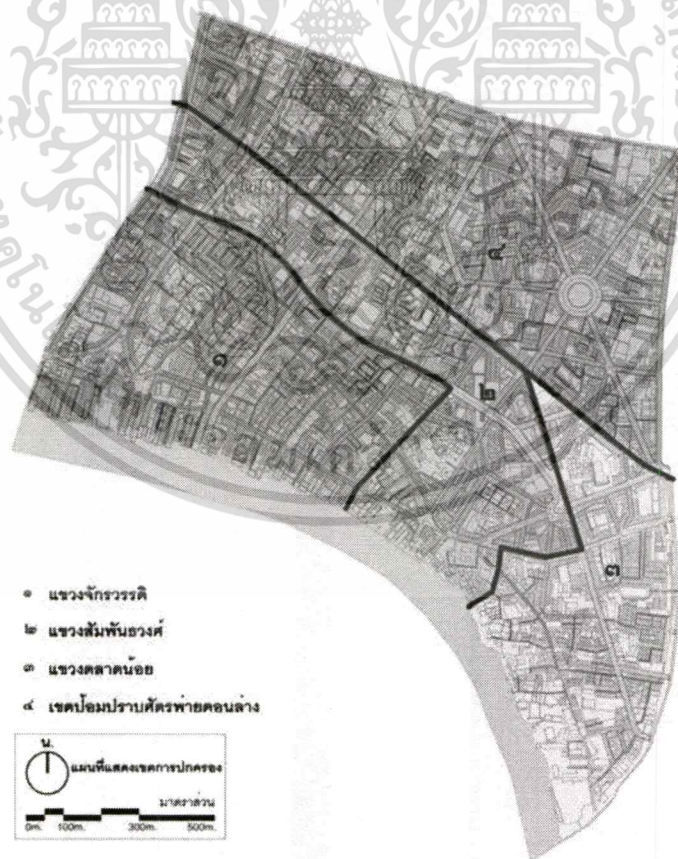 ๔
๑
๒
๓
๑ แขวงจักรวรรดิ
๒ แขวงสัมพันธวงศ์
๓ แขวงตลาดน้อย
๔ เขตป้อมปราบศัตรูพ่ายตอนล่าง
น.
แผนที่แสดงเขตการปกครอง
มาตราส่วน
0m. 100m. 300m. 500m.